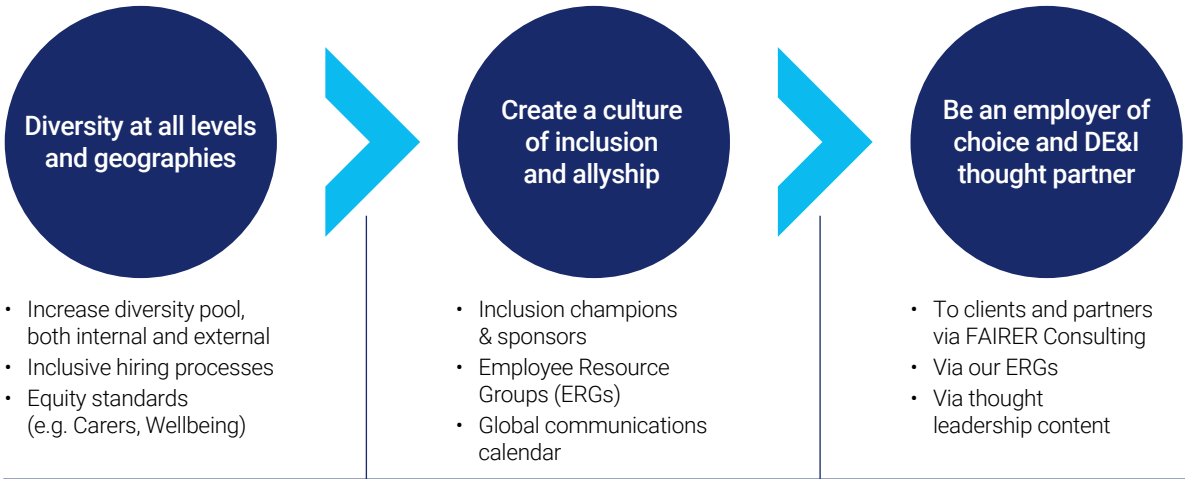 Diversity at all levels
and geographies
• Increase diversity pool,
both internal and external
• Inclusive hiring processes
• Equity standards
(e.g. Carers, Wellbeing)
Create a culture
of inclusion
and allyship
• Inclusion champions
& sponsors
• Employee Resource
Groups (ERGs)
• Global communications
calendar
Be an employer of
choice and DE&I
thought partner
• To clients and partners
via FAIRER Consulting
• Via our ERGs
• Via thought
leadership content